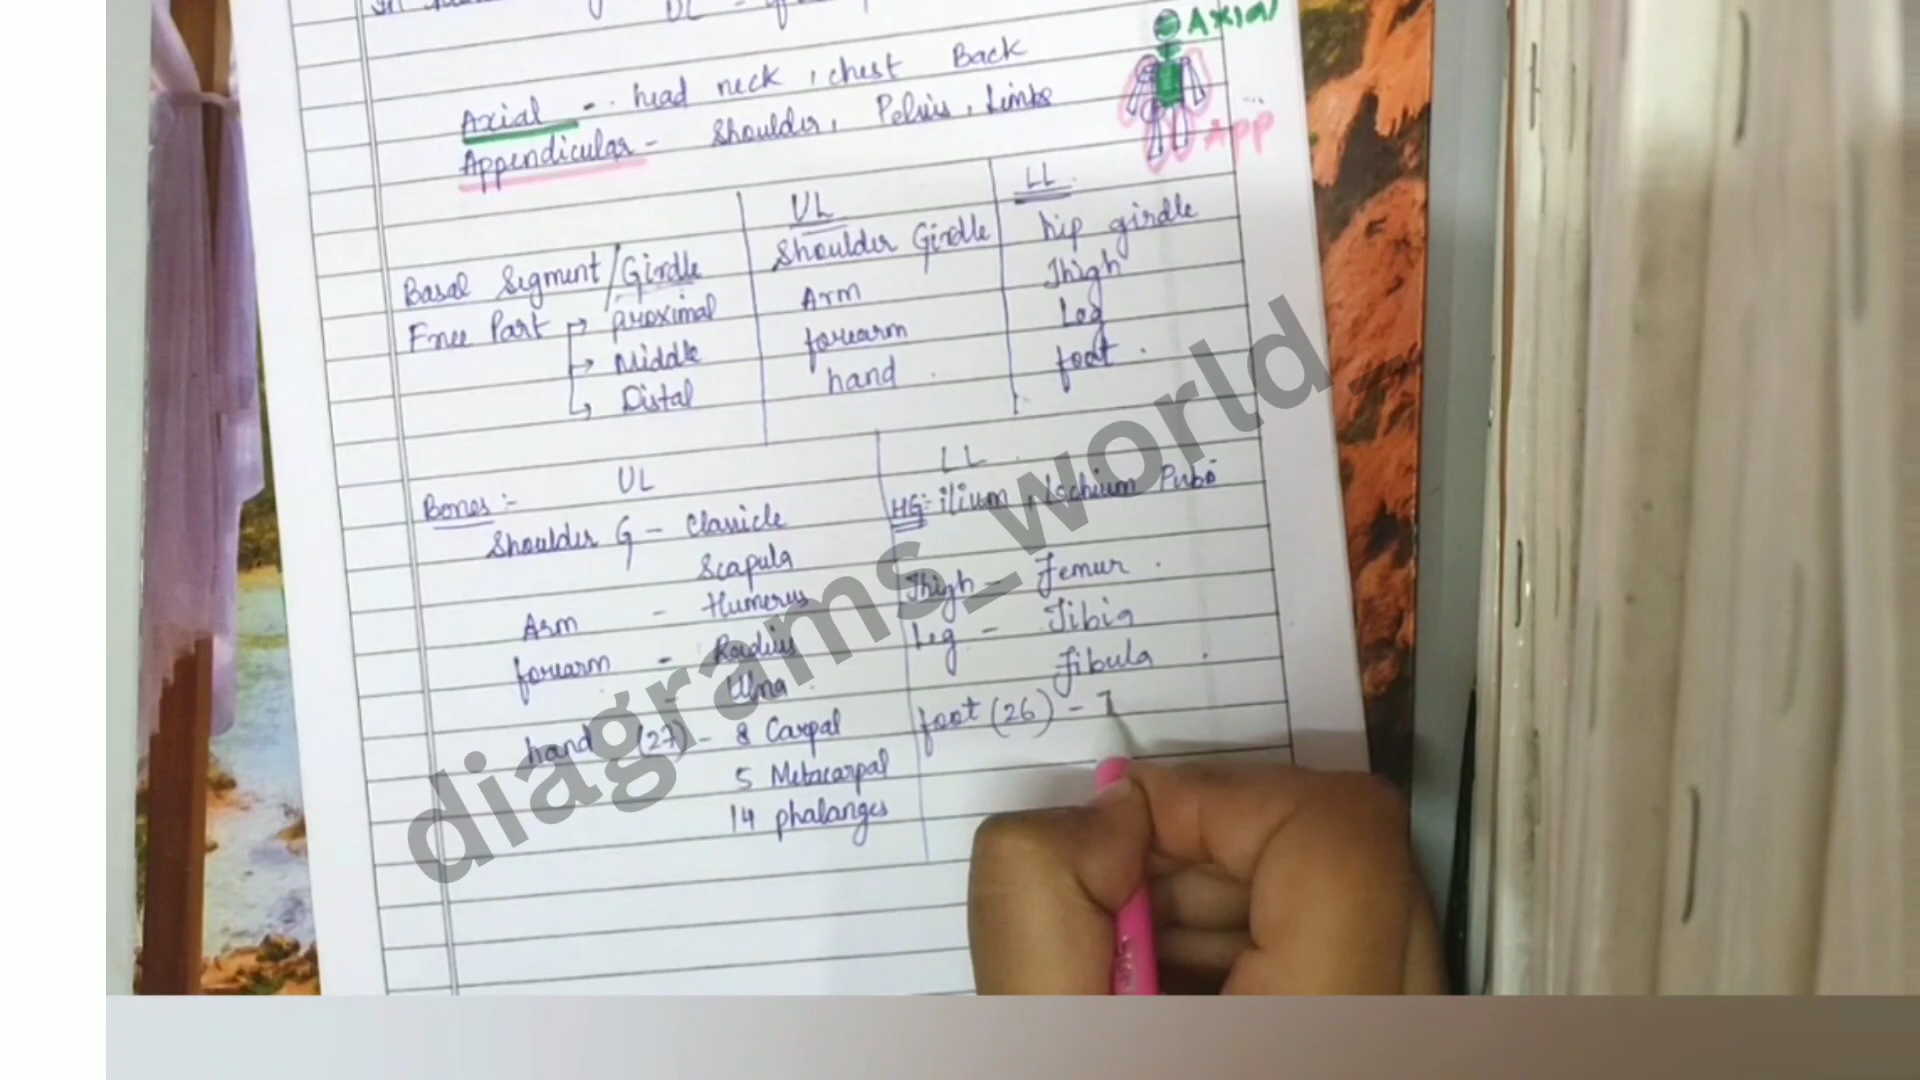 AXIAL
Axial - head neck, chest Back
Appendicular - Shoulder, Pelvis, Limbs
APP
UL LL
Basal Segment/Girdle Shoulder Girdle hip girdle
Free Part → proximal Arm Thigh
→ Middle forearm Leg
→ Distal hand foot
UL LL
Bones:-
Shoulder G - Clavicle HG: ilium, Ischium Pubo
Scapula
Arm - Humerus Thigh - Femur
forearm - Radius Leg - Tibia
Ulna Fibula
hand (27) - 8 Carpal foot (26) - 7
5 Metacarpal
14 phalanges
diagrams_world